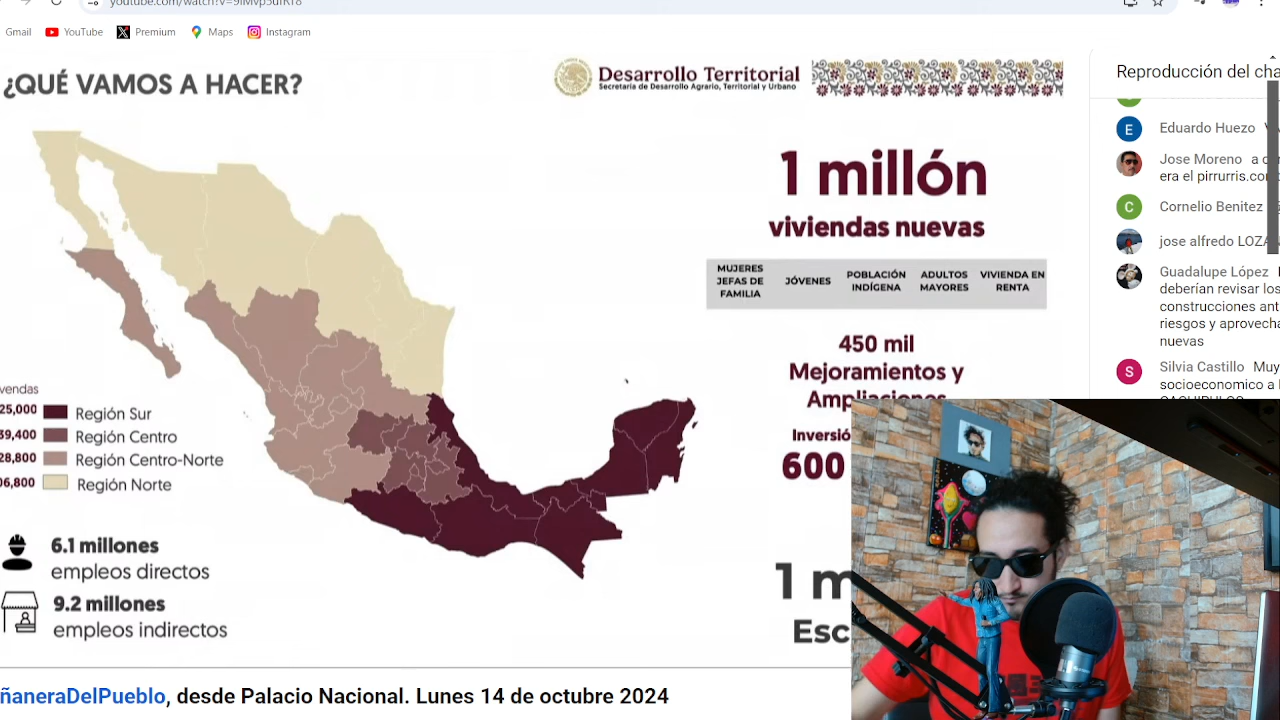 Gmail YouTube Premium Maps Instagram
¿QUÉ VAMOS A HACER?
Desarrollo Territorial
Secretaría de Desarrollo Agrario, Territorial y Urbano
1 millón
viviendas nuevas
MUJERES JEFAS DE FAMILIA
JÓVENES
POBLACIÓN INDÍGENA
ADULTOS MAYORES
VIVIENDA EN RENTA
450 mil
Mejoramientos y
Ampliaciones
Inversió
600
1 m
Esc
25,000 Región Sur
39,400 Región Centro
28,800 Región Centro-Norte
06,800 Región Norte
6.1 millones
empleos directos
9.2 millones
empleos indirectos
ñaneraDelPueblo, desde Palacio Nacional. Lunes 14 de octubre 2024
Reproducción del cha
E Eduardo Huezo
Jose Moreno
era el pirrurris.com
C Cornelio Benitez
jose alfredo LOZA
Guadalupe López
deberían revisar los
construcciones ant
riesgos y aprovecha
nuevas
S Silvia Castillo Muy
socioeconomico a